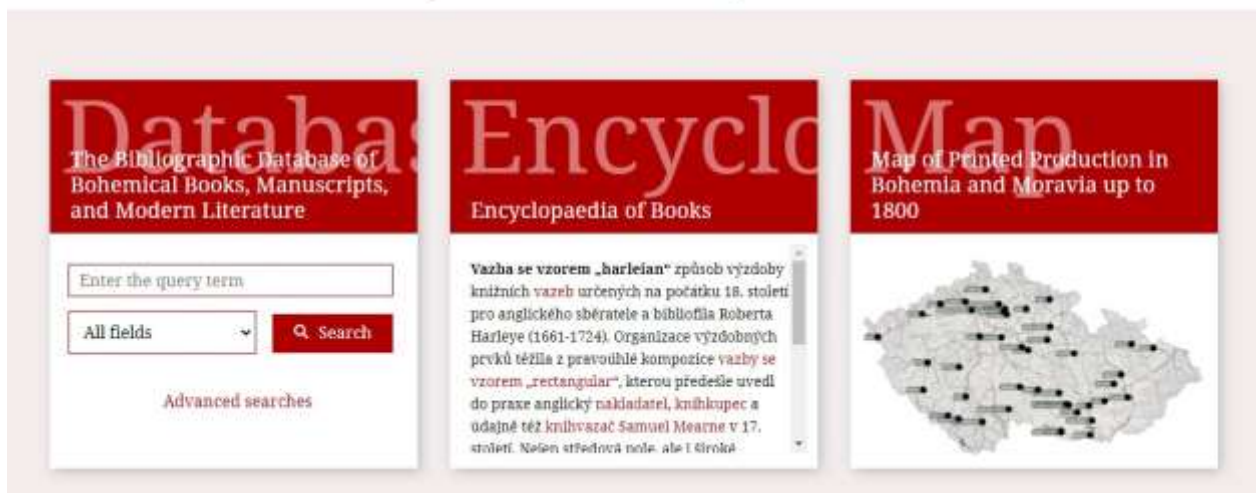 Databas
The Bibliographic Database of
Bohemical Books, Manuscripts,
and Modern Literature
Enter the query term
All fields
Search
Advanced searches
Encyclo
Encyclopaedia of Books
Vazba se vzorem „harleian“ způsob výzdoby
knižních vazeb určených na počátku 18. století
pro anglického sběratele a bibliofila Roberta
Harleye (1661-1724). Organizace výzdobných
prvků těžila z pravoúhlé kompozice vazby se
vzorem „rectangular“, kterou předešle uvedl
do praxe anglický nakladatel, knihkupec a
údajně též knihvazač Samuel Mearne v 17.
století. Nejen středová pole, ale i široké
Map
Map of Printed Production in
Bohemia and Moravia up to
1800